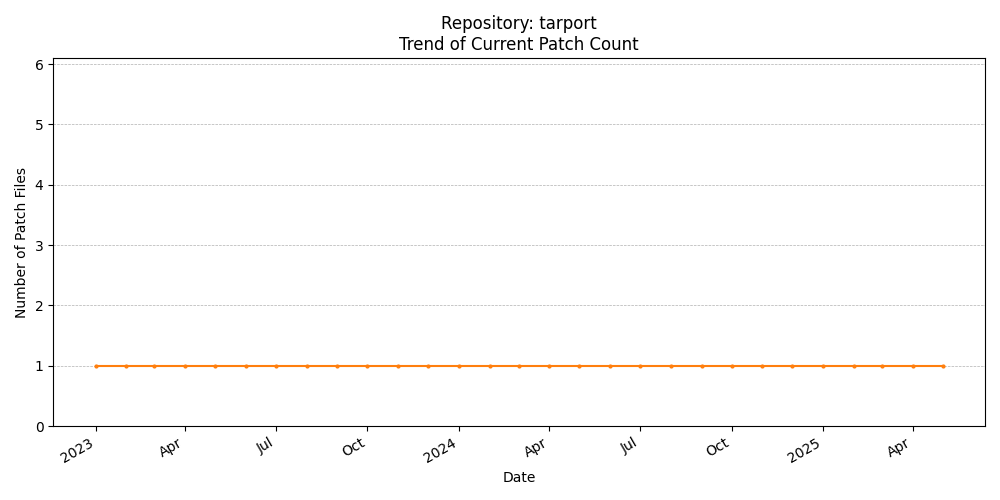 Repository: tarport
Trend of Current Patch Count
Number of Patch Files
6
5
4
3
2
1
0
2023 Apr Jul Oct 2024 Apr Jul Oct 2025 Apr
Date